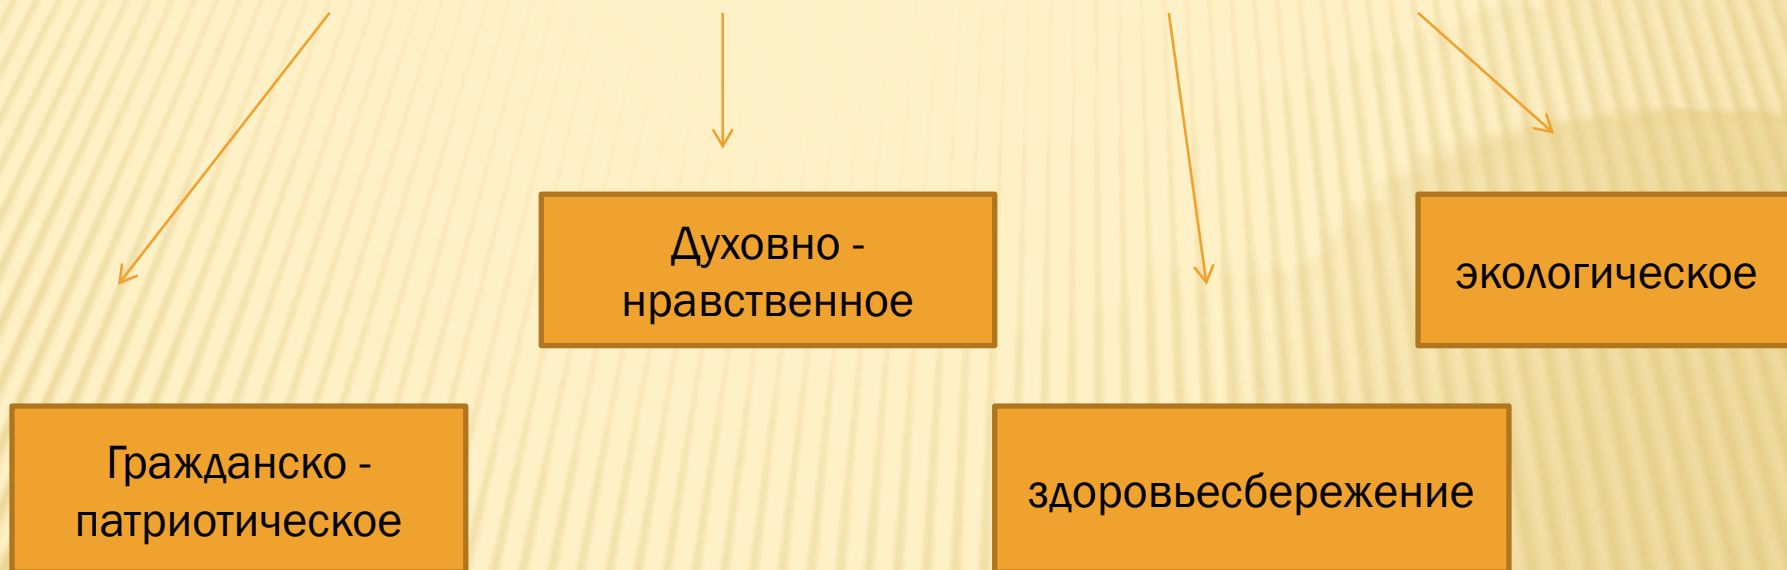 Духовно -
нравственное
экологическое
Гражданско -
патриотическое
здоровьесбережение